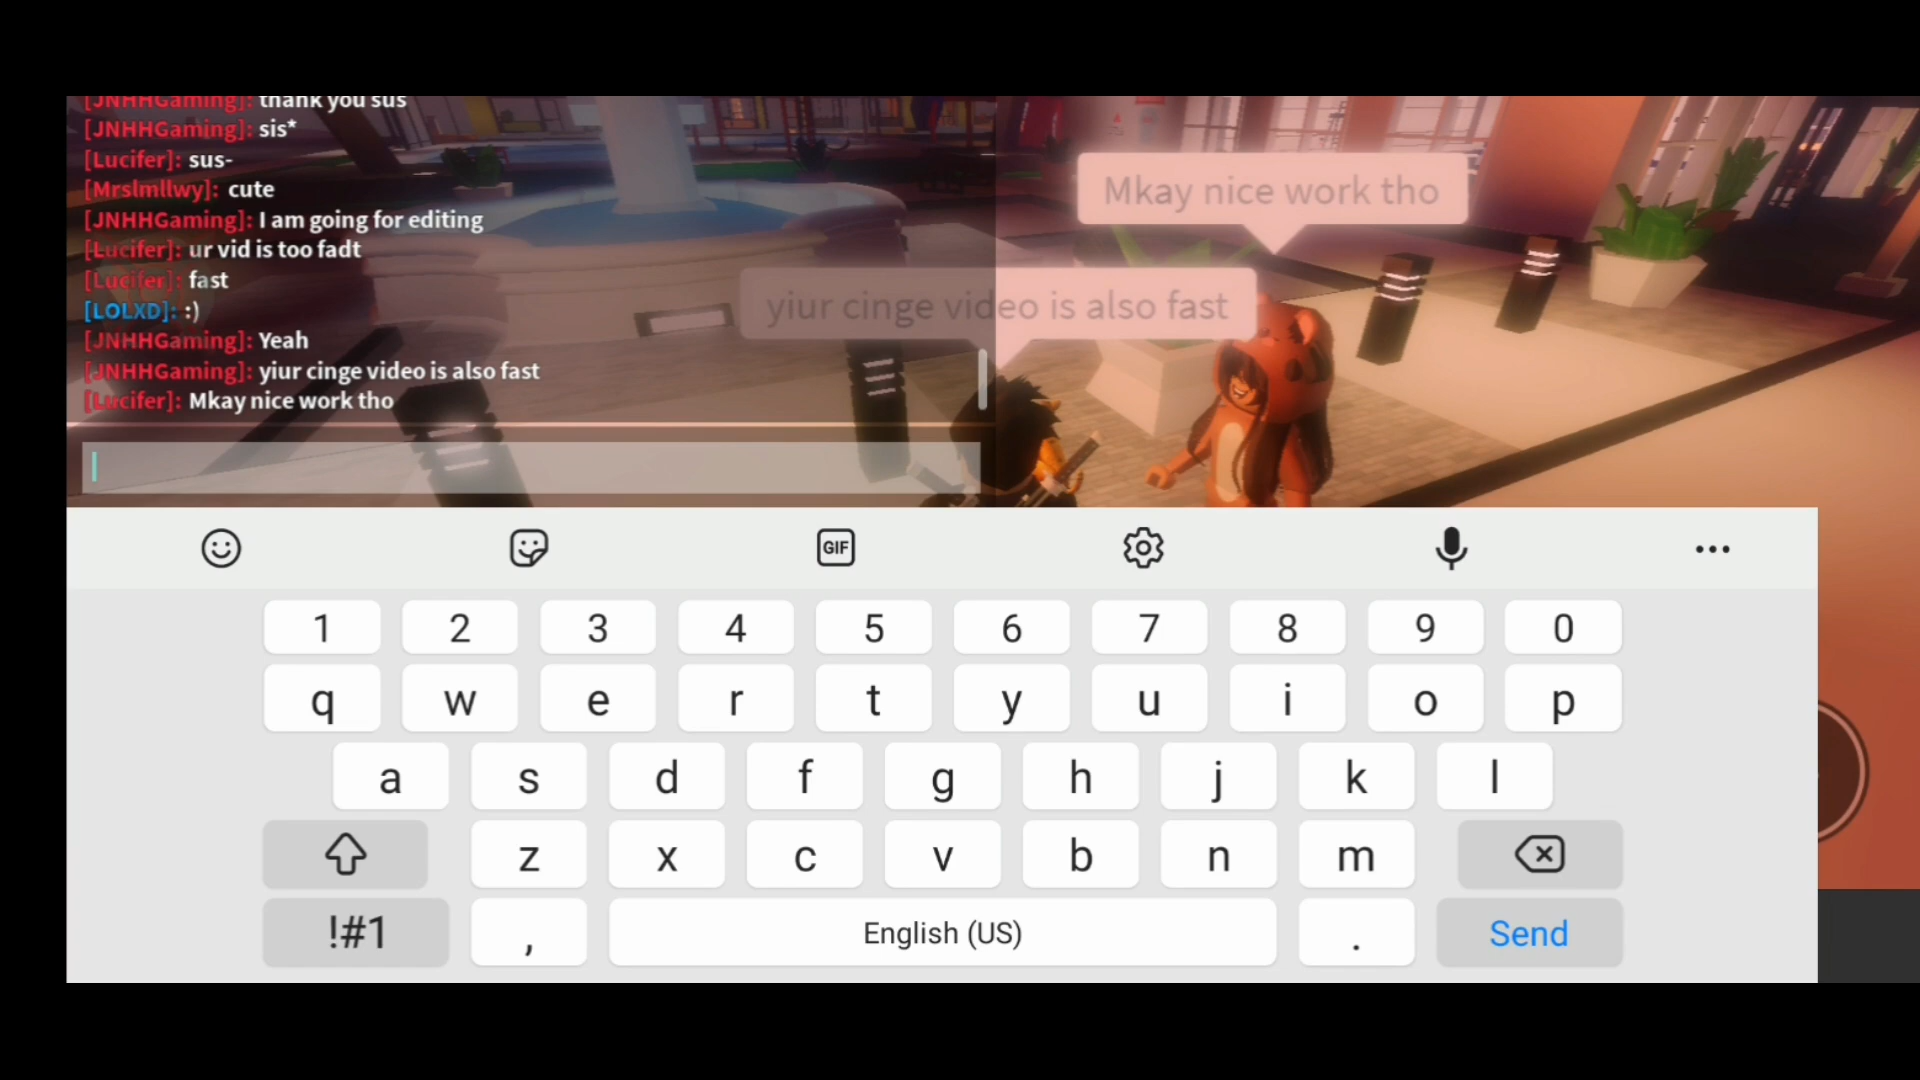 [JNHHGaming]: thank you sus
[JNHHGaming]: sis*
[Lucifer]: sus-
[Mrslmllwy]: cute
[JNHHGaming]: I am going for editing
[Lucifer]: ur vid is too fadt
[Lucifer]: fast
[LOLXD]: :)
[JNHHGaming]: Yeah
[JNHHGaming]: yiur cinge video is also fast
[Lucifer]: Mkay nice work tho
Mkay nice work tho
yiur cinge video is also fast
GIF
1 2 3 4 5 6 7 8 9 0
q w e r t y u i o p
a s d f g h j k l
z x c v b n m
!#1 , English (US) . Send